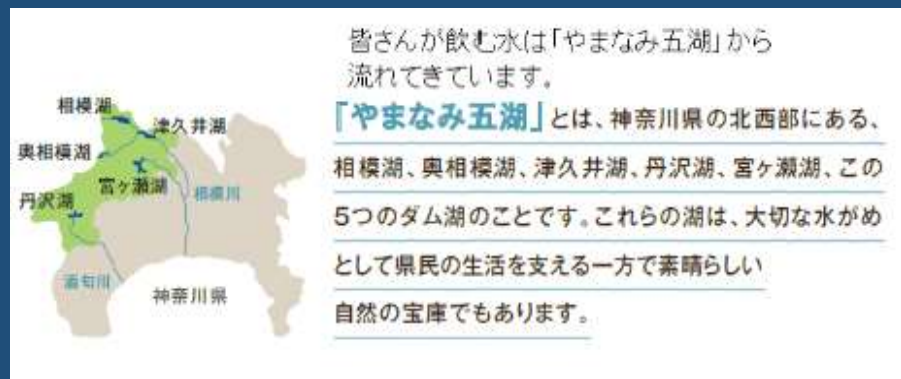 皆さんが飲む水は「やまなみ五湖」から
流れてきています。
「やまなみ五湖」とは、神奈川県の北西部にある、
相模湖、奥相模湖、津久井湖、丹沢湖、宮ヶ瀬湖、この
5つのダム湖のことです。これらの湖は、大切な水がめ
として県民の生活を支える一方で素晴らしい
自然の宝庫でもあります。
相模湖
津久井湖
奥相模湖
宮ヶ瀬湖
相模川
丹沢湖
酒匂川
神奈川県